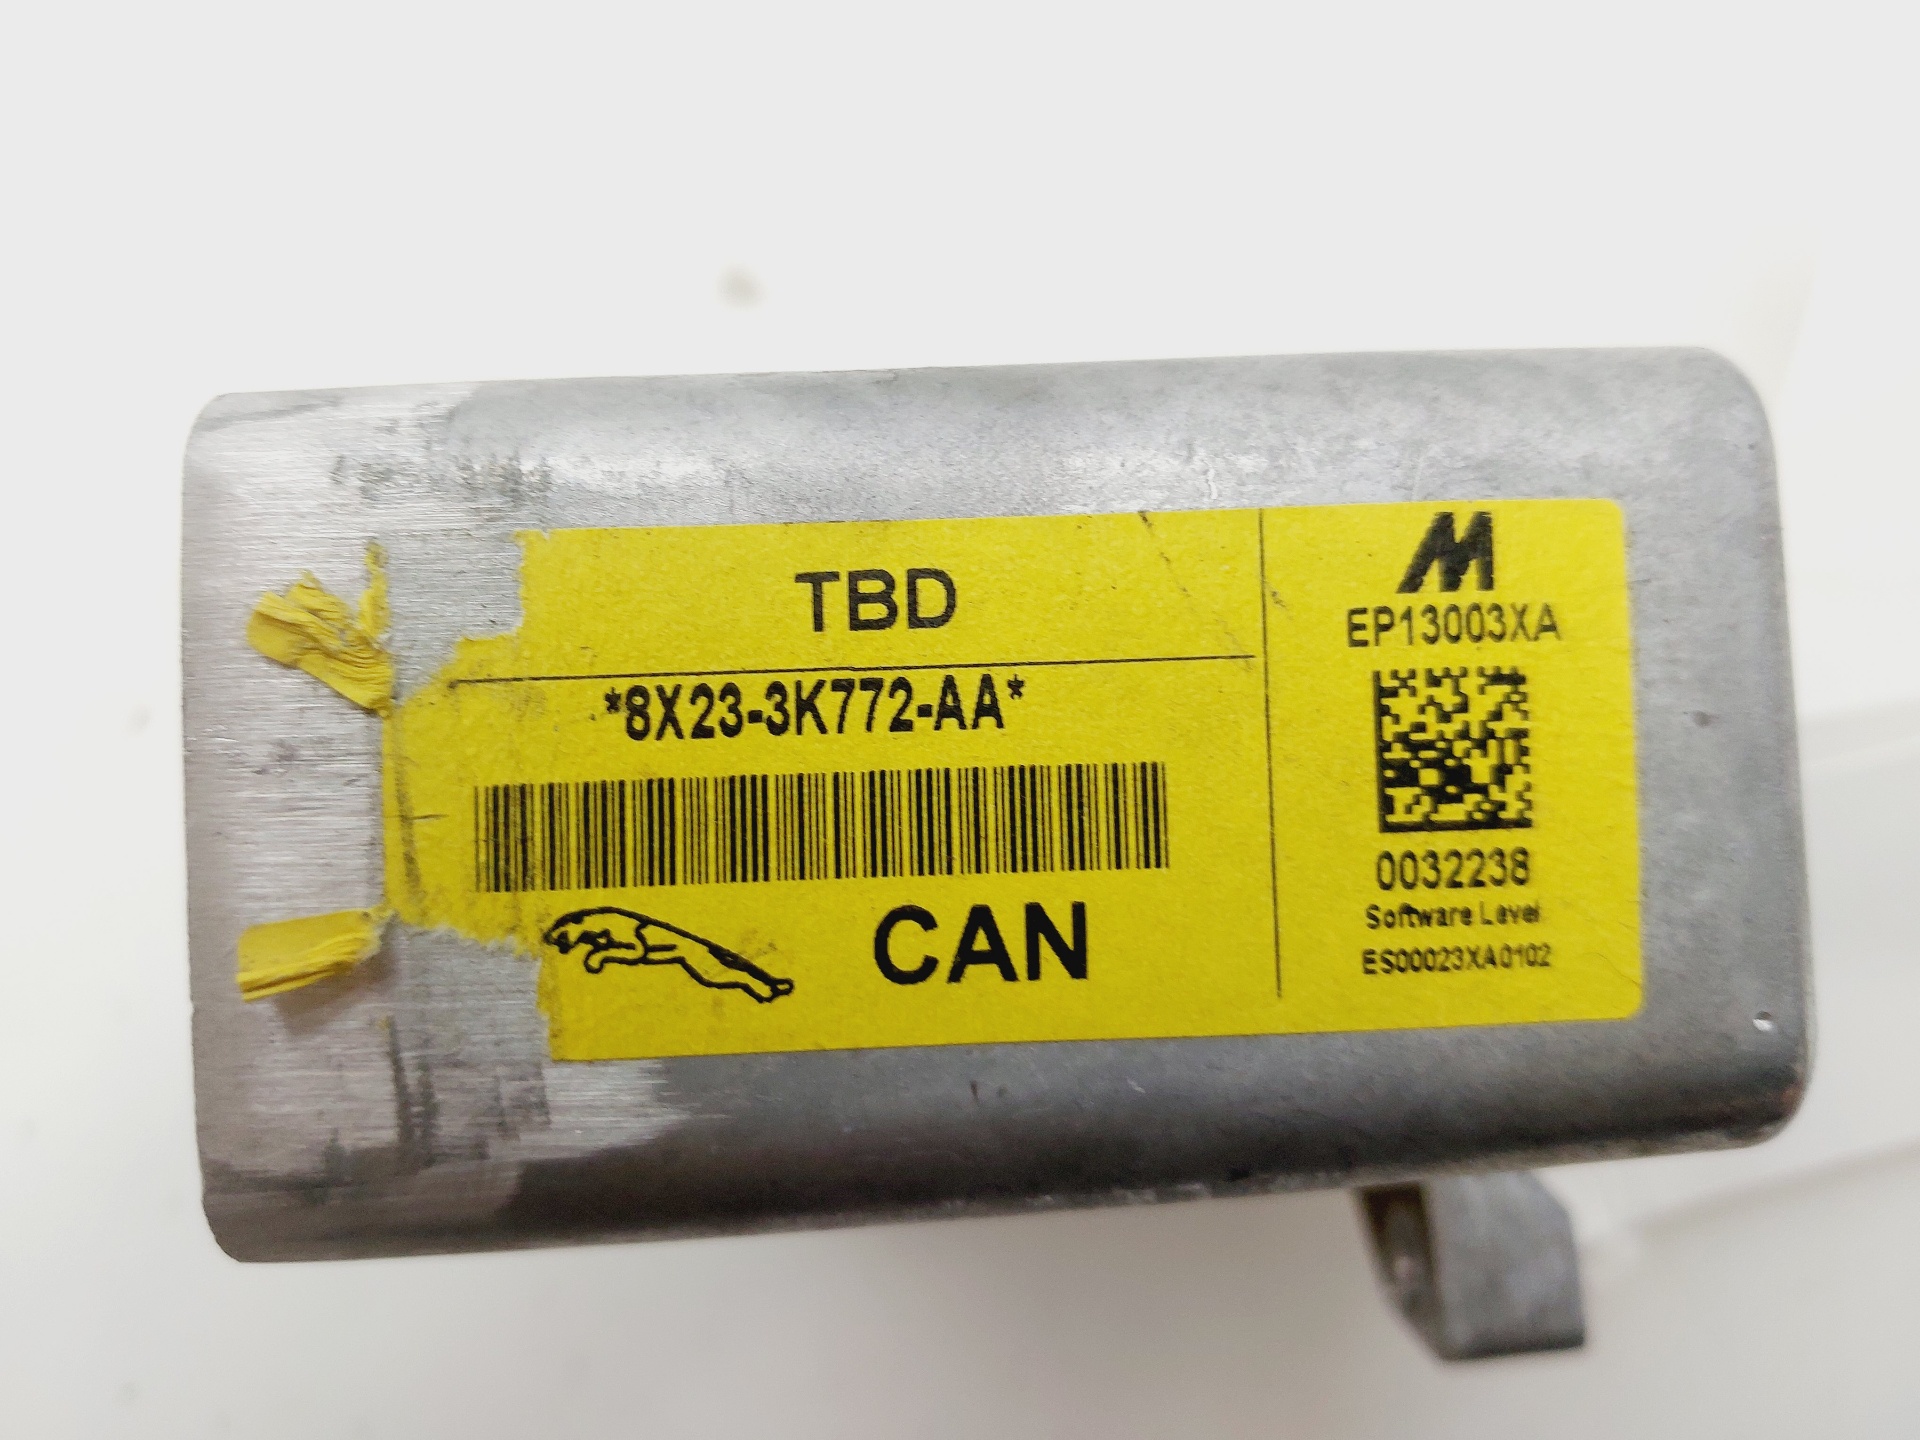 TBD
*8X23-3K772-AA*
CAN
M
EP13003XA
0032238
Software Level
ES00023XA0102